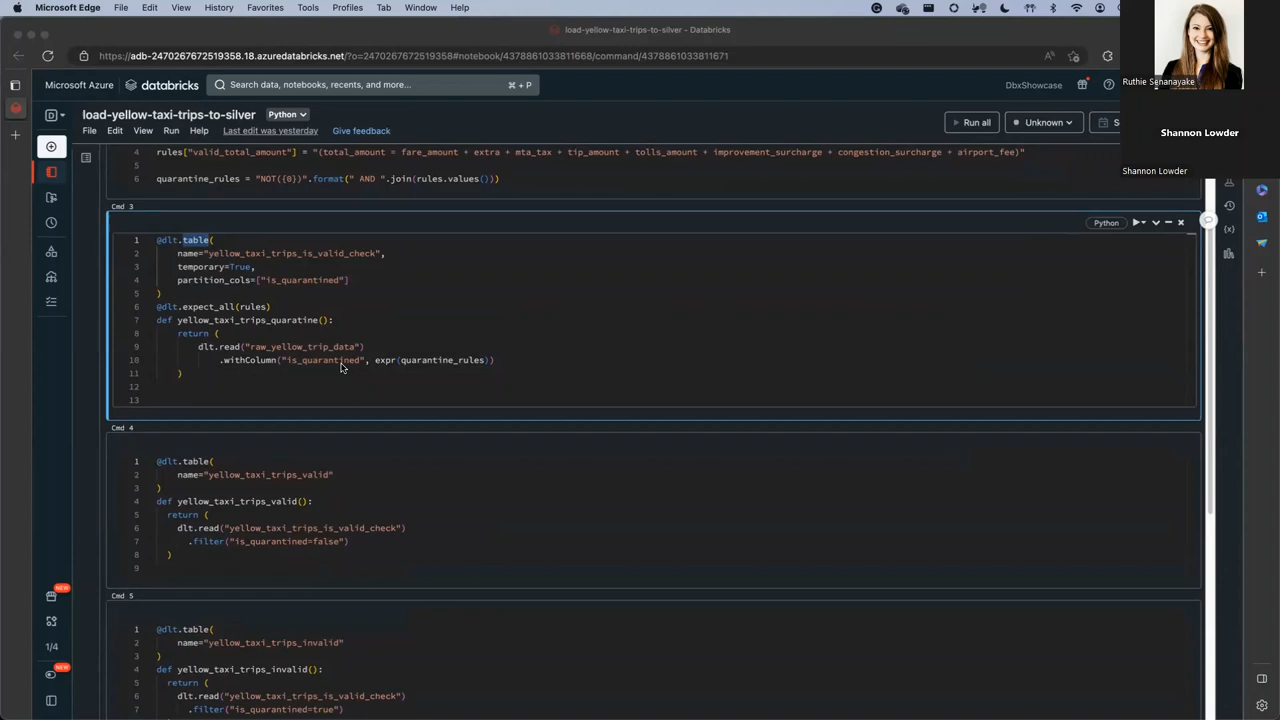 Microsoft Edge File Edit View History Favorites Tools Profiles Tab Window Help
load-yellow-taxi-trips-to-silver - Databricks
https://adb-2470267672519358.18.azuredatabricks.net/?o=2470267672519358#notebook/4378861033811668/command/4378861033811671
Ruthie Senanayake
Microsoft Azure databricks Search data, notebooks, recents, and more... ⌘ + P DbxShowcase
load-yellow-taxi-trips-to-silver Python
Run all Unknown
Shannon Lowder
File Edit View Run Help Last edit was yesterday Give feedback
Shannon Lowder
4 rules["valid_total_amount"] = "(total_amount = fare_amount + extra + mta_tax + tip_amount + tolls_amount + improvement_surcharge + congestion_surcharge + airport_fee)"
5
6 quarantine_rules = "NOT({0})".format(" AND ".join(rules.values()))
Cmd 3
Python
1 @dlt.table(
2 name="yellow_taxi_trips_is_valid_check",
3 temporary=True,
4 partition_cols=["is_quarantined"]
5 )
6 @dlt.expect_all(rules)
7 def yellow_taxi_trips_quaratine():
8 return (
9 dlt.read("raw_yellow_trip_data")
10 .withColumn("is_quarantined", expr(quarantine_rules))
11 )
12
13
Cmd 4
1 @dlt.table(
2 name="yellow_taxi_trips_valid"
3 )
4 def yellow_taxi_trips_valid():
5 return (
6 dlt.read("yellow_taxi_trips_is_valid_check")
7 .filter("is_quarantined=false")
8 )
9
NEW
Cmd 5
1 @dlt.table(
2 name="yellow_taxi_trips_invalid"
3 )
1/4
4 def yellow_taxi_trips_invalid():
NEW
5 return (
6 dlt.read("yellow_taxi_trips_is_valid_check")
7 .filter("is_quarantined=true")